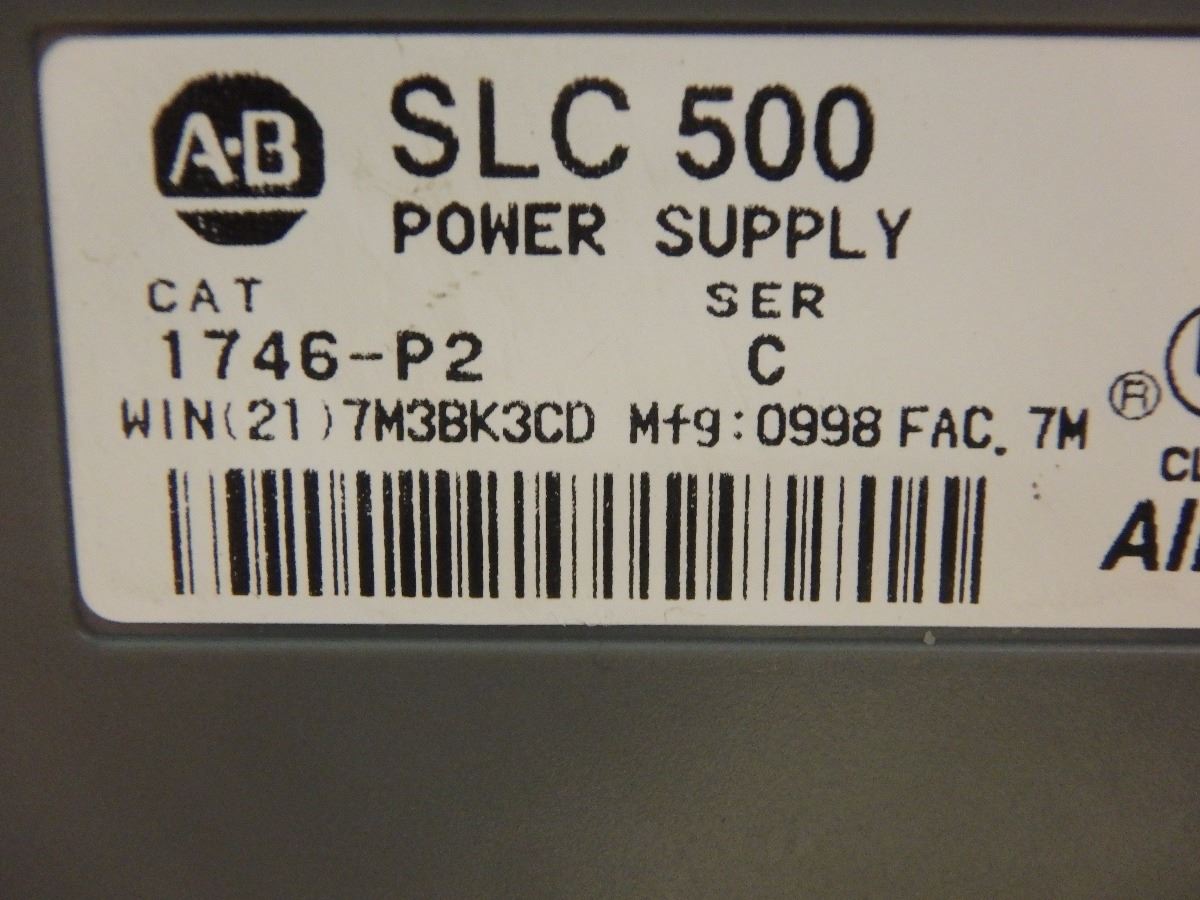 A·B
SLC 500
POWER SUPPLY
CAT SER
1746-P2 C
®
WIN(21)7M3BK3CD Mfg:0998 FAC. 7M